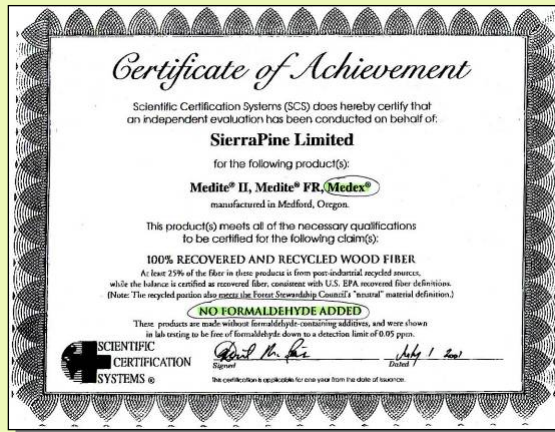 Certificate of Achievement
Scientific Certification Systems (SCS) does hereby certify that
an independent evaluation has been conducted on behalf of:
SierraPine Limited
for the following product(s):
Medite® II, Medite® FR, Medex®
manufactured in Medford, Oregon.
This product(s) meets all of the necessary qualifications
to be certified for the following claim(s):
100% RECOVERED AND RECYCLED WOOD FIBER
At least 25% of the fiber in these products is from post-industrial recycled sources,
while the balance is certified as recovered fiber, consistent with U.S. EPA recovered fiber definitions.
(Note: The recycled portion also meets the Forest Stewardship Council's "neutral" material definition.)
NO FORMALDEHYDE ADDED
These products are made without formaldehyde-containing additives, and were shown
in lab testing to be free of formaldehyde down to a detection limit of 0.05 ppm.
SCIENTIFIC
CERTIFICATION
SYSTEMS ®
July 1 2001
Signed
Dated
This certification is applicable for one year from the date of issuance.